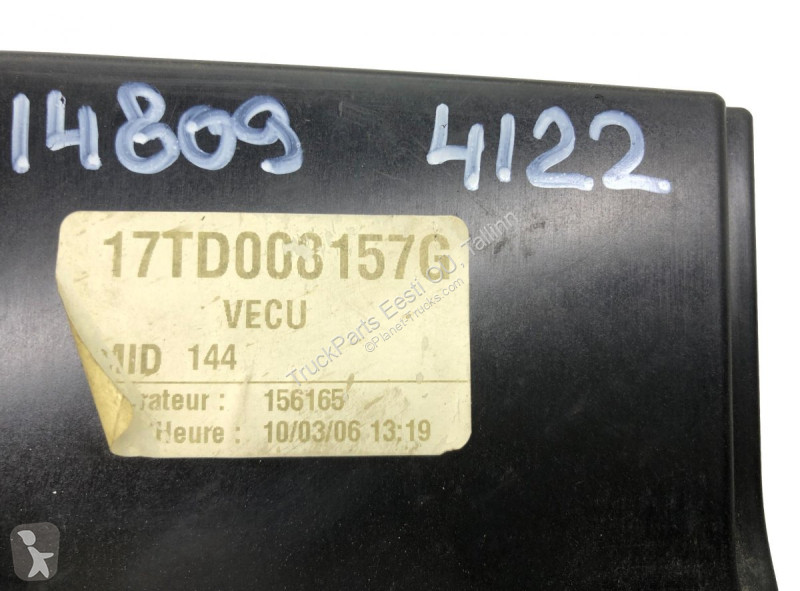 14809 4122
17TD003157G
VECU
MID 144
rateur : 156165
Heure : 10/03/06 13:19
TruckParts Eesti OÜ, Tallinn
©Planet-Trucks.com